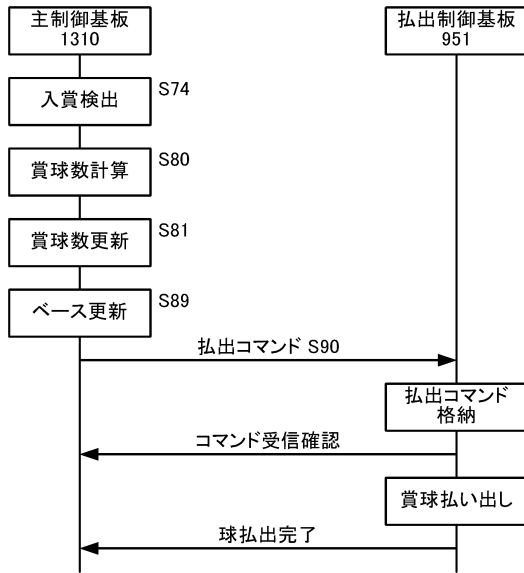 主制御基板
1310
払出制御基板
951
入賞検出
S74
賞球数計算
S80
賞球数更新
S81
ベース更新
S89
払出コマンド S90
払出コマンド
格納
コマンド受信確認
賞球払い出し
球払出完了